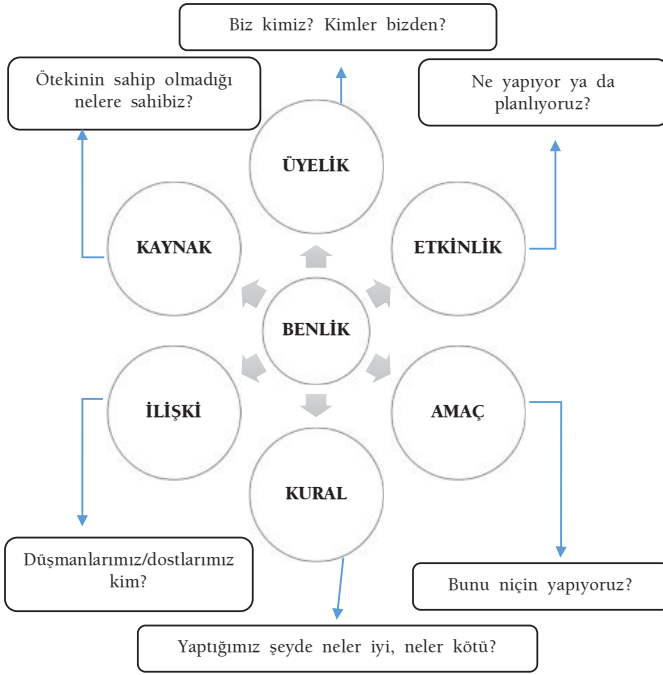 Biz kimiz? Kimler bizden?
Ötekinin sahip olmadığı
nelere sahibiz?
Ne yapıyor ya da
planlıyoruz?
ÜYELİK
KAYNAK
ETKİNLİK
BENLİK
İLİŞKİ
AMAÇ
KURAL
Düşmanlarımız/dostlarımız
kim?
Bunu niçin yapıyoruz?
Yaptığımız şeyde neler iyi, neler kötü?